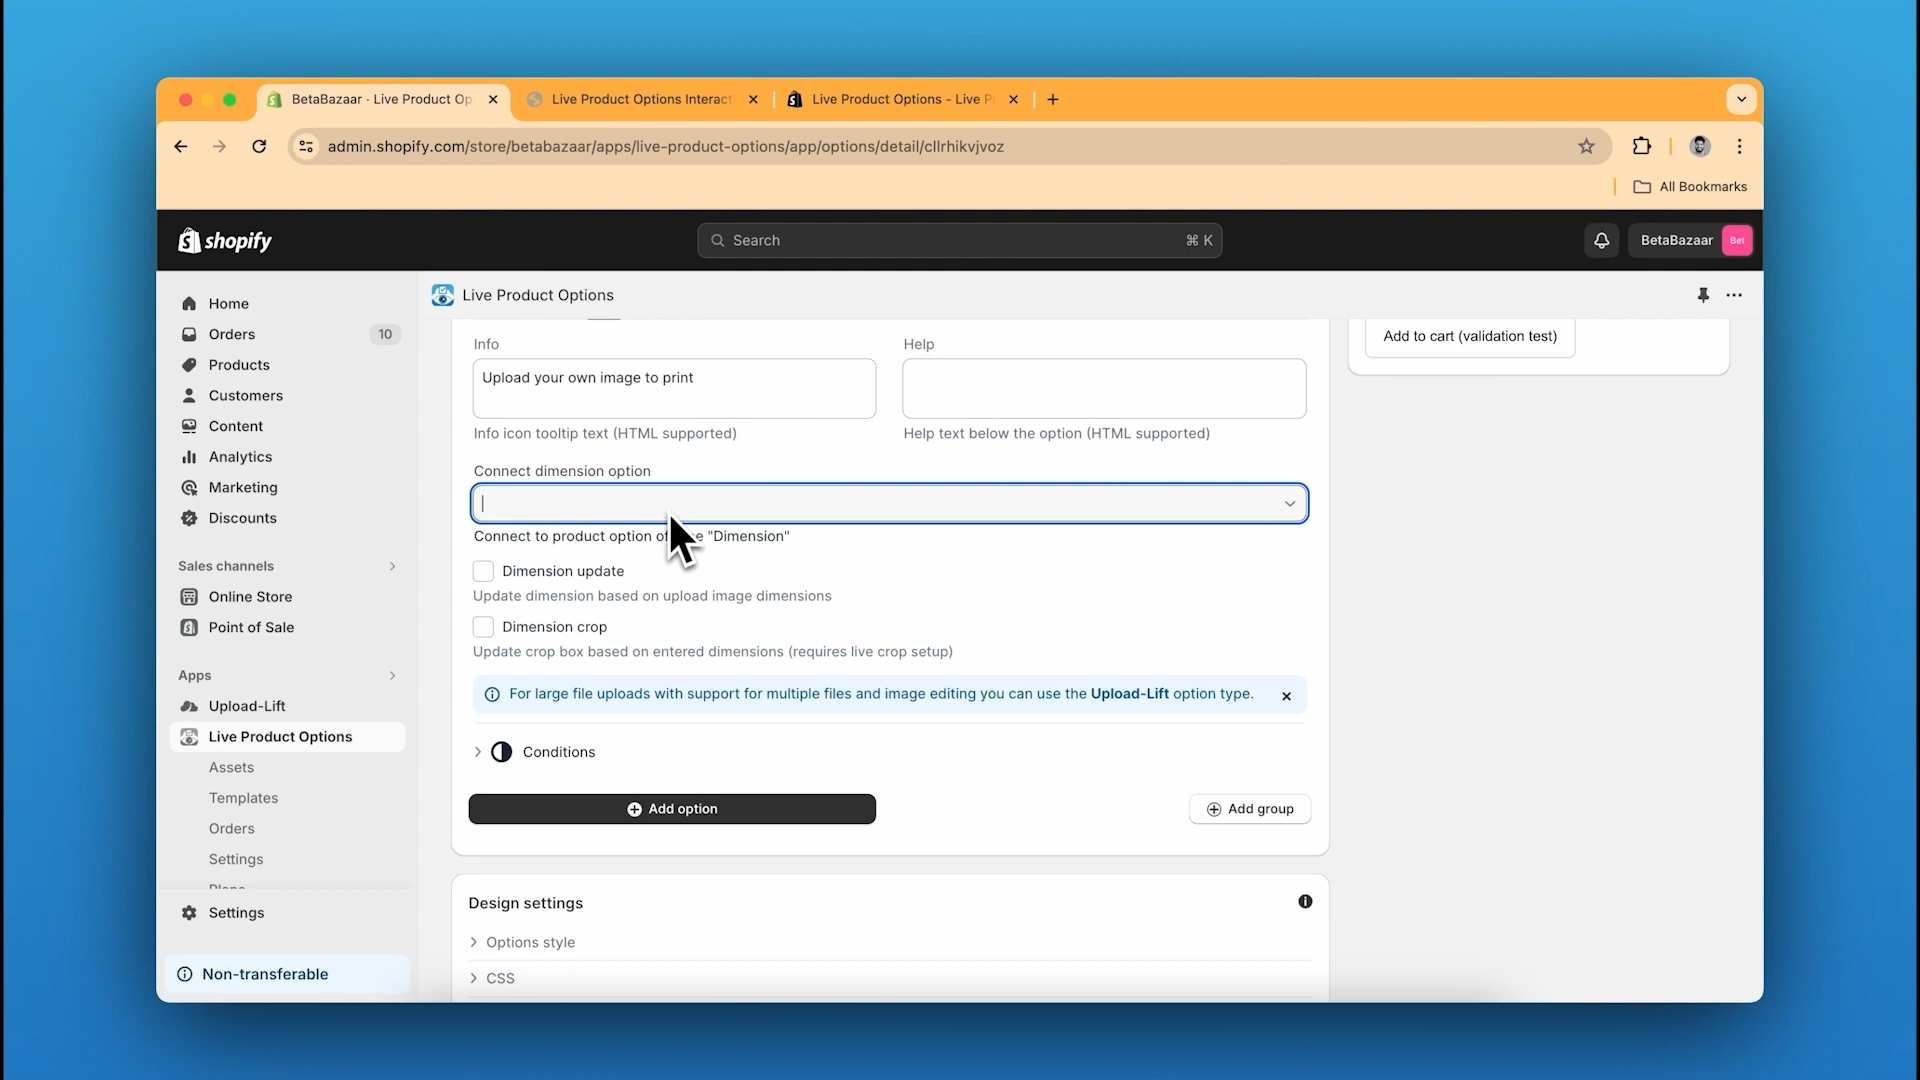 BetaBazaar · Live Product Op
Live Product Options Interact
Live Product Options - Live P
admin.shopify.com/store/betabazaar/apps/live-product-options/app/options/detail/cllrhikvjvoz
All Bookmarks
shopify
Search
⌘ K
BetaBazaar
Bet
Home
Orders
10
Products
Customers
Content
Analytics
Marketing
Discounts
Sales channels
Online Store
Point of Sale
Apps
Upload-Lift
Live Product Options
Assets
Templates
Orders
Settings
Settings
Non-transferable
Live Product Options
Info
Upload your own image to print
Info icon tooltip text (HTML supported)
Help
Help text below the option (HTML supported)
Connect dimension option
Connect to product option "Dimension"
Dimension update
Update dimension based on upload image dimensions
Dimension crop
Update crop box based on entered dimensions (requires live crop setup)
For large file uploads with support for multiple files and image editing you can use the Upload-Lift option type.
Conditions
Add option
Add group
Design settings
Options style
CSS
Add to cart (validation test)